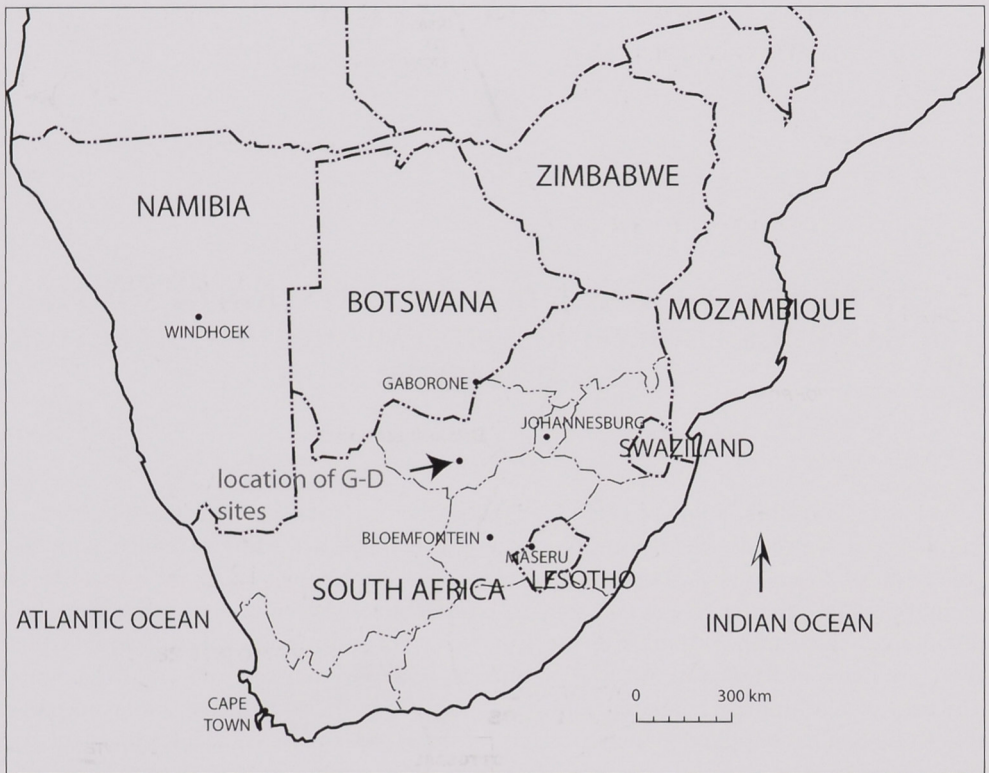 ZIMBABWE
NAMIBIA
BOTSWANA
MOZAMBIQUE
WINDHOEK
GABORONE
JOHANNESBURG
SWAZILAND
location of G-D
sites
BLOEMFONTEIN
MASERU
LESOTHO
SOUTH AFRICA
ATLANTIC OCEAN
INDIAN OCEAN
0 300 km
CAPE
TOWN